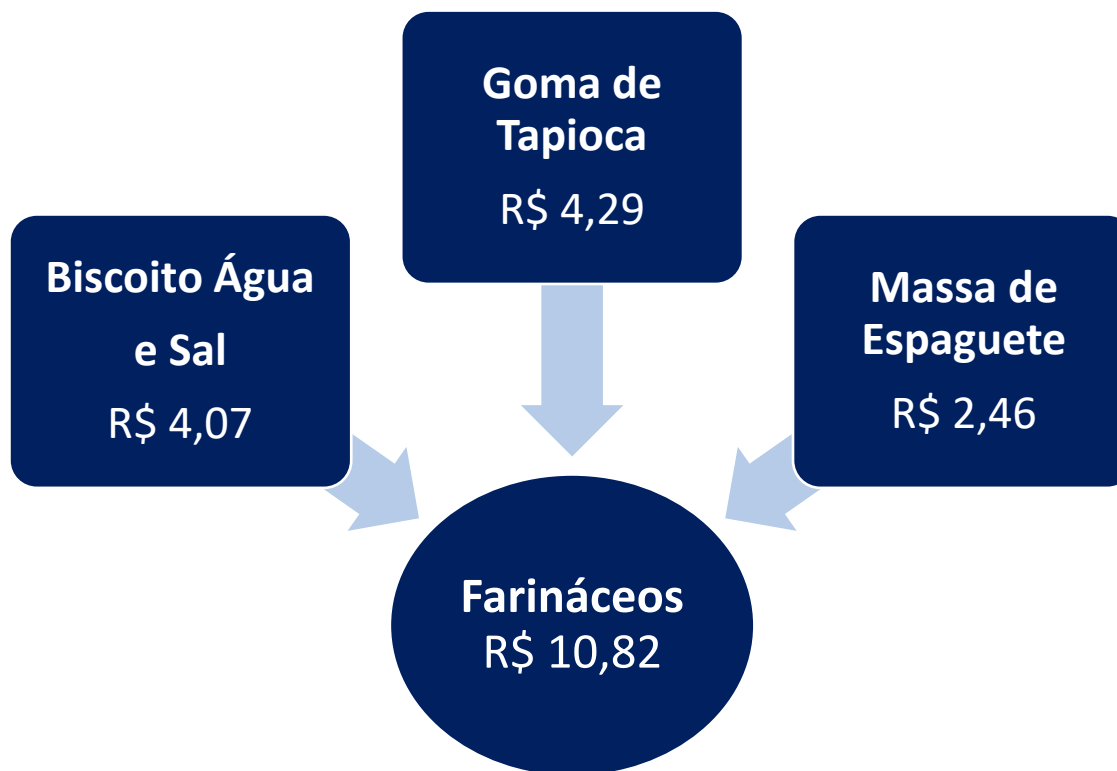 Goma de
Tapioca
R$ 4,29
Biscoito Água
e Sal
R$ 4,07
Massa de
Espaguete
R$ 2,46
Farináceos
R$ 10,82